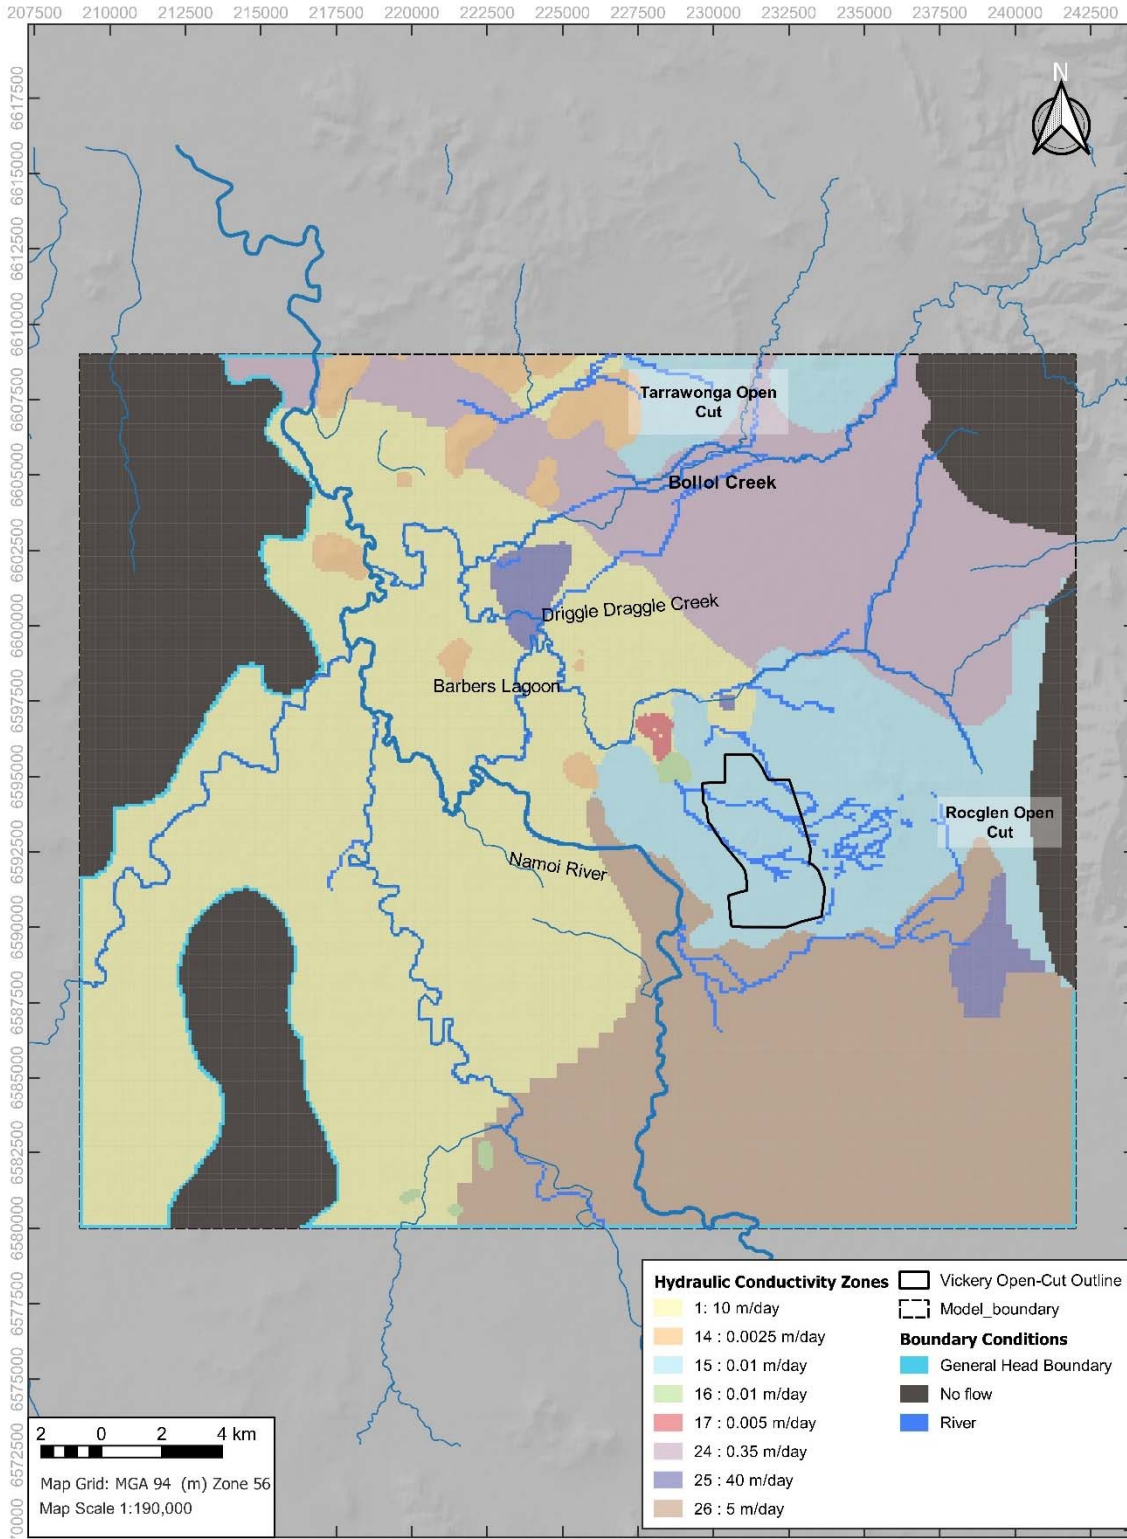 207500 210000 212500 215000 217500 220000 222500 225000 227500 230000 232500 235000 237500 240000 242500
N
6617500
6615000
6612500
6610000
6607500
6605000
6602500
6600000
6597500
6595000
6592500
6590000
6587500
6585000
6582500
6580000
6577500
6575000
6572500
70000
Tarrawonga Open
Cut
Bollol Creek
Driggle Draggle Creek
Barbers Lagoon
Rocglen Open
Cut
Namoi River
Hydraulic Conductivity Zones
1: 10 m/day
14 : 0.0025 m/day
15 : 0.01 m/day
16 : 0.01 m/day
17 : 0.005 m/day
24 : 0.35 m/day
25 : 40 m/day
26 : 5 m/day
Vickery Open-Cut Outline
Model_boundary
Boundary Conditions
General Head Boundary
No flow
River
2 0 2 4 km
Map Grid: MGA 94 (m) Zone 56
Map Scale 1:190,000